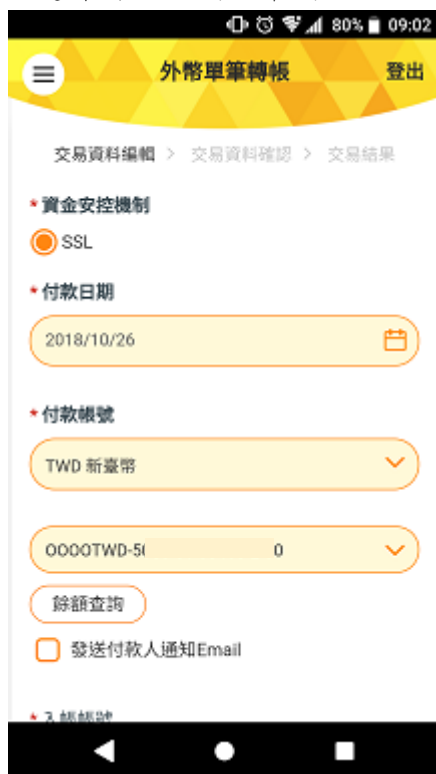 80% 09:02
外幣單筆轉帳 登出
交易資料編輯 > 交易資料確認 > 交易結果
*資金安控機制
SSL
*付款日期
2018/10/26
*付款帳號
TWD 新臺幣
OOOOTWD-5 0
餘額查詢
發送付款人通知Email